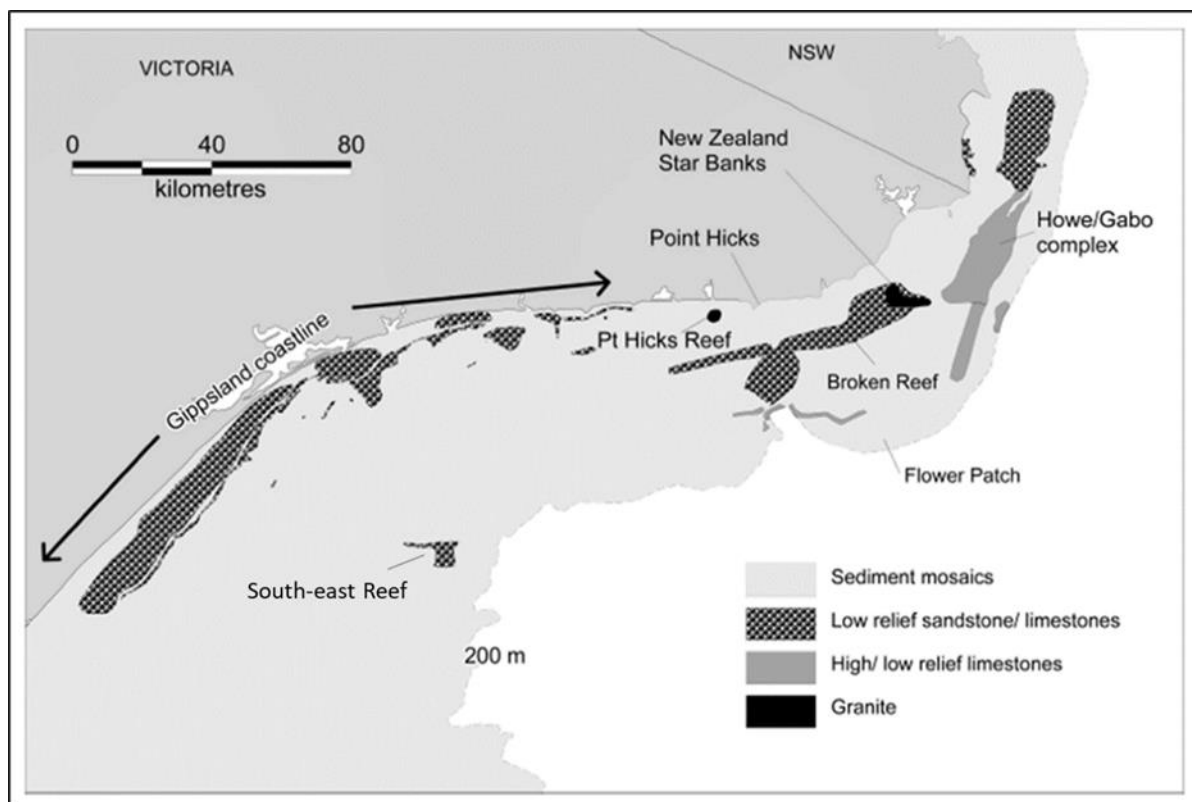 VICTORIA
NSW
0 40 80
kilometres
New Zealand
Star Banks
Point Hicks
Howe/Gabo
complex
Gippsland coastline
Pt Hicks Reef
Broken Reef
Flower Patch
South-east Reef
200 m
Sediment mosaics
Low relief sandstone/ limestones
High/ low relief limestones
Granite